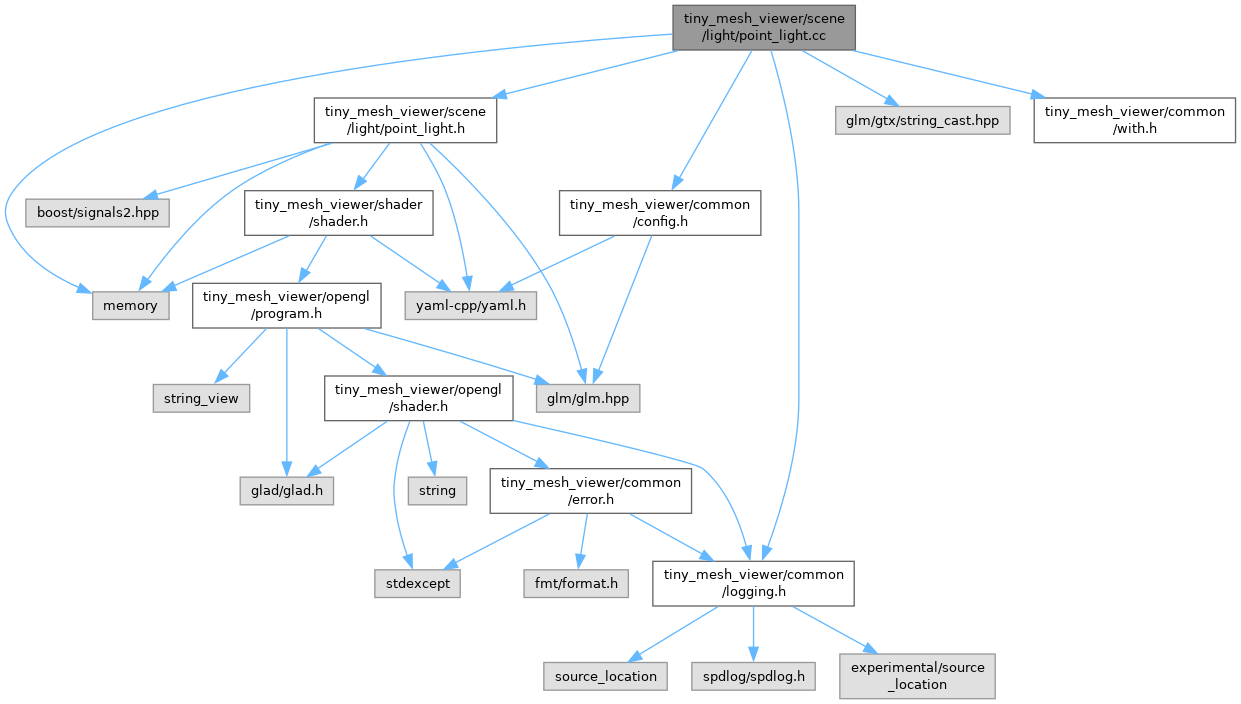 tiny_mesh_viewer/scene
/light/point_light.cc
tiny_mesh_viewer/scene
/light/point_light.h
glm/gtx/string_cast.hpp
tiny_mesh_viewer/common
/with.h
boost/signals2.hpp
tiny_mesh_viewer/shader
/shader.h
tiny_mesh_viewer/common
/config.h
memory
tiny_mesh_viewer/opengl
/program.h
yaml-cpp/yaml.h
string_view
tiny_mesh_viewer/opengl
/shader.h
glm/glm.hpp
glad/glad.h
string
tiny_mesh_viewer/common
/error.h
stdexcept
fmt/format.h
tiny_mesh_viewer/common
/logging.h
source_location
spdlog/spdlog.h
experimental/source
_location